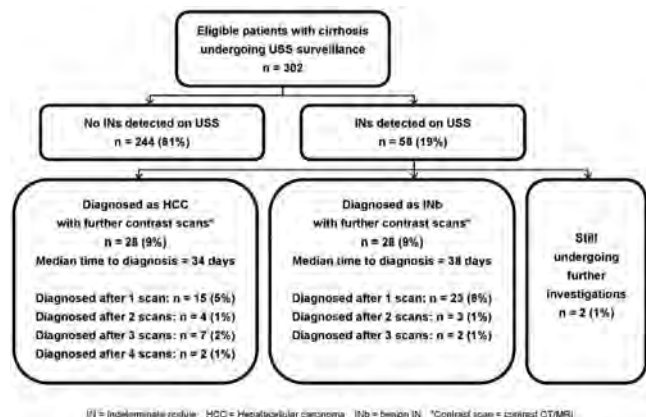 Eligible patients with cirrhosis
undergoing USS surveillance
n = 302
No INs detected on USS
n = 244 (81%)
INs detected on USS
n = 58 (19%)
Diagnosed as HCC
with further contrast scans*
n = 28 (9%)
Median time to diagnosis = 34 days
Diagnosed after 1 scan: n = 15 (5%)
Diagnosed after 2 scans: n = 4 (1%)
Diagnosed after 3 scans: n = 7 (2%)
Diagnosed after 4 scans: n = 2 (1%)
Diagnosed as INb
with further contrast scans*
n = 28 (9%)
Median time to diagnosis = 38 days
Diagnosed after 1 scan: n = 23 (8%)
Diagnosed after 2 scans: n = 3 (1%)
Diagnosed after 3 scans: n = 2 (1%)
Still
undergoing
further
investigations
n = 2 (1%)
IN = Indeterminate nodule HCC = Hepatocellular carcinoma INb = benign IN *Contrast scan = contrast CT/MRI